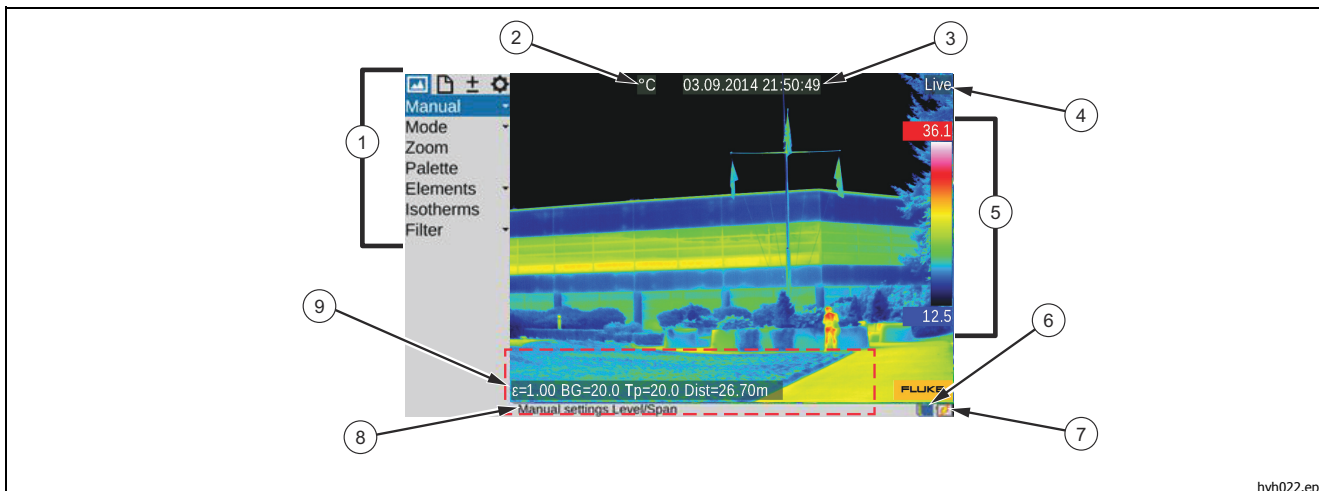 2
3
°C 03.09.2014 21:50:49
Live
4
1
Manual
Mode
Zoom
Palette
Elements
Isotherms
Filter
36.1
5
12.5
9
6
ε=1.00 BG=20.0 Tp=20.0 Dist=26.70m
FLUKE
8
Manual settings Level/Span
7
hyh022.ep